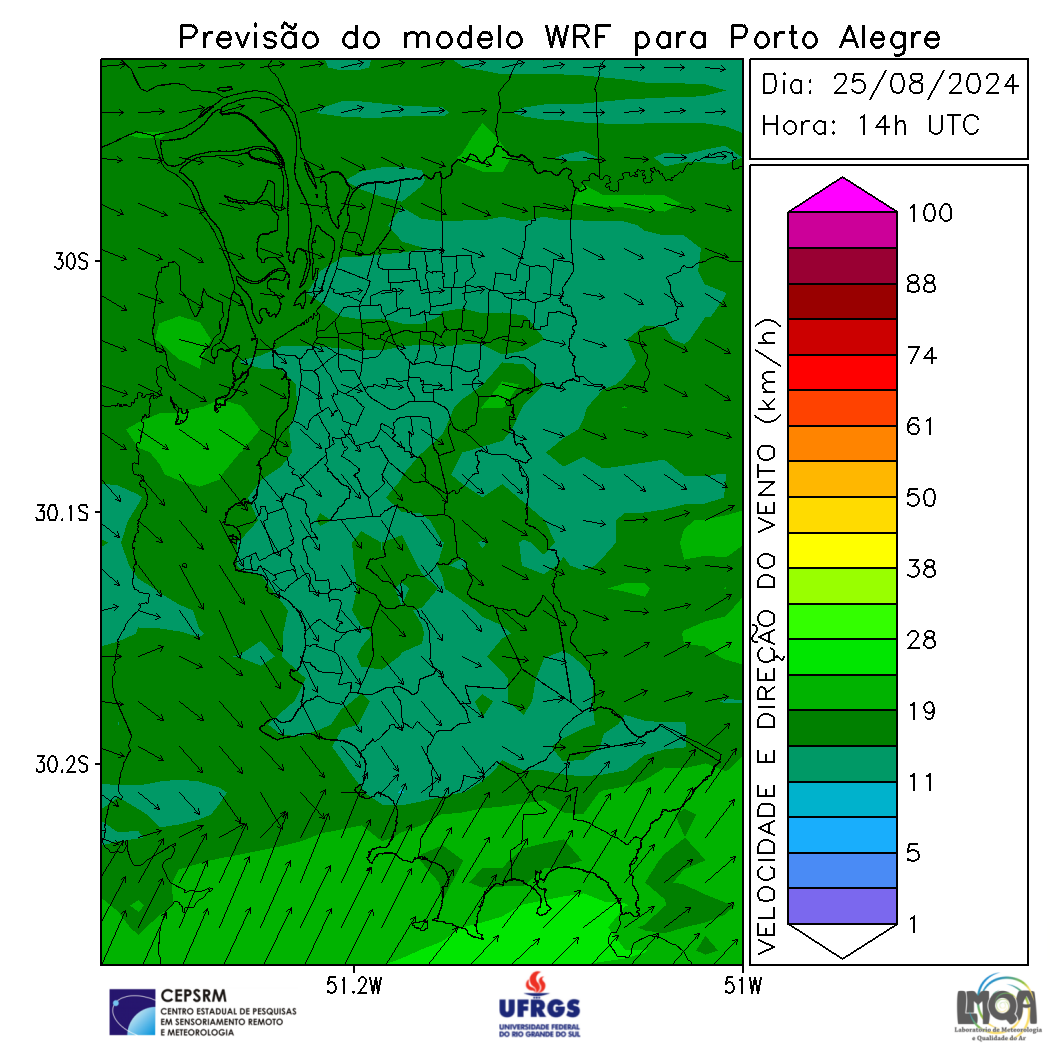 Previsão do modelo WRF para Porto Alegre
Dia: 25/08/2024
Hora: 14h UTC
30S
30.1S
30.2S
51.2W
51W
VELOCIDADE E DIREÇÃO DO VENTO (km/h)
100
88
74
61
50
38
28
19
11
5
1
CEPSRM
CENTRO ESTADUAL DE PESQUISAS
EM SENSORIAMENTO REMOTO
E METEOROLOGIA
UFRGS
UNIVERSIDADE FEDERAL
DO RIO GRANDE DO SUL
LMQA
Laboratório de Meteorologia
e Qualidade do Ar